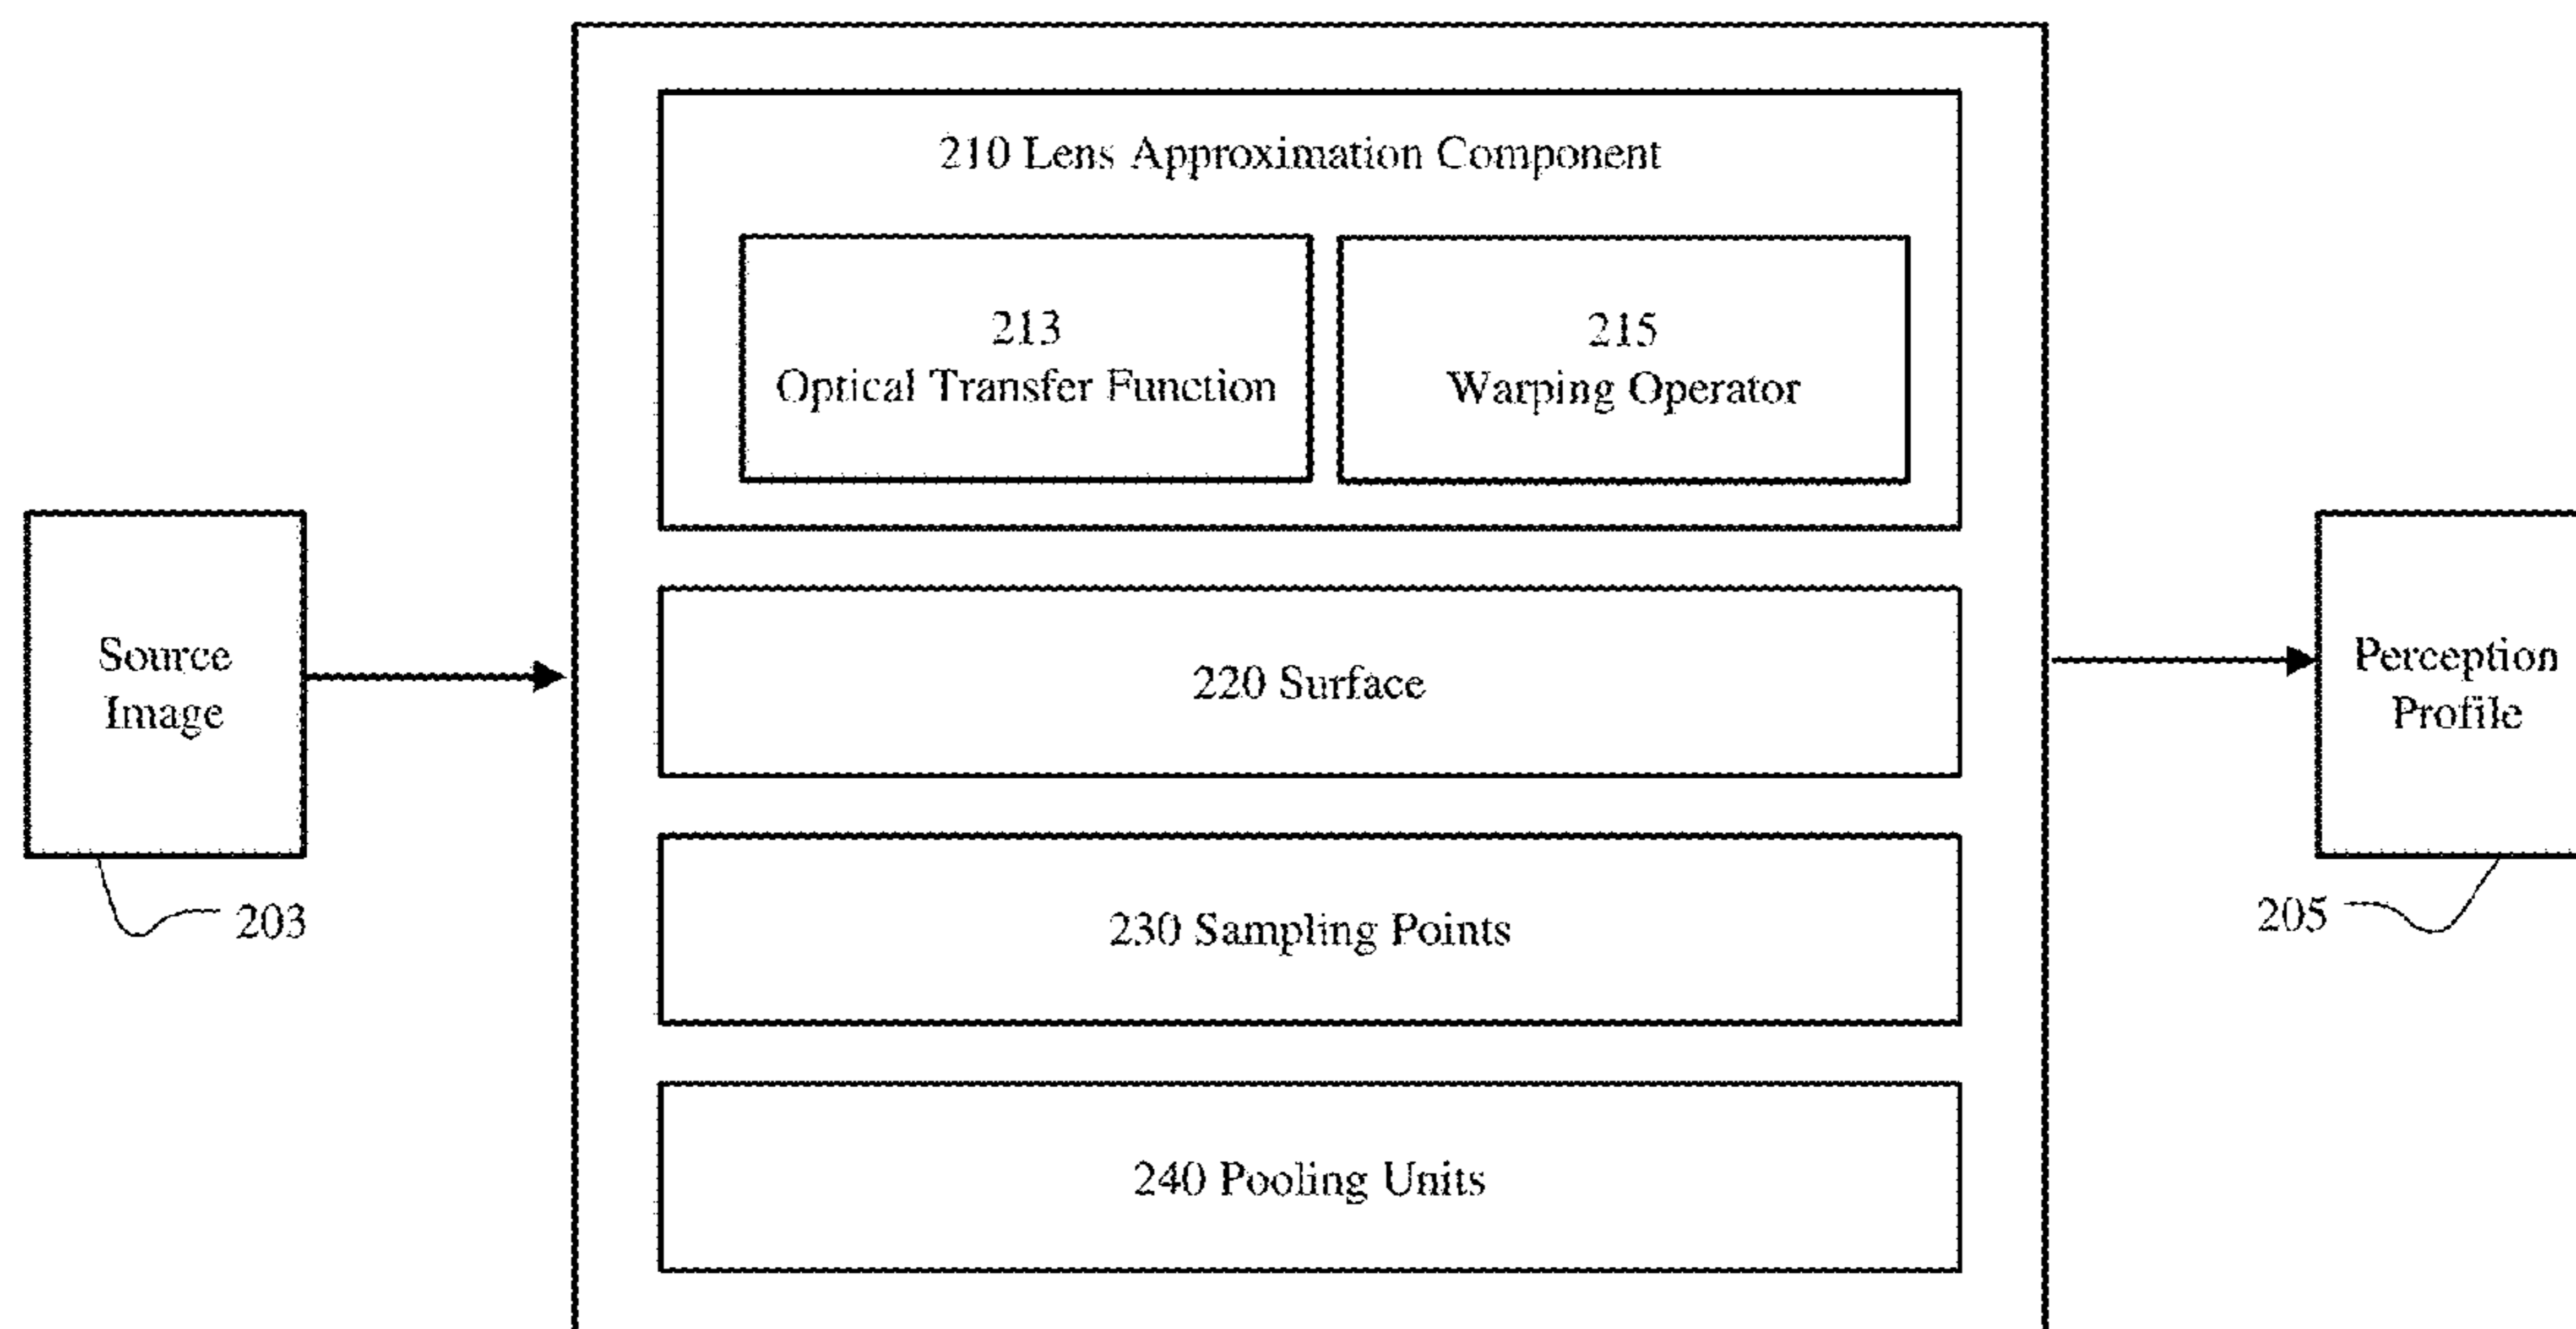 210 Lens Approximation Component
213
Optical Transfer Function
215
Warping Operator
Source
Image
203
220 Surface
230 Sampling Points
240 Pooling Units
Perception
Profile
205